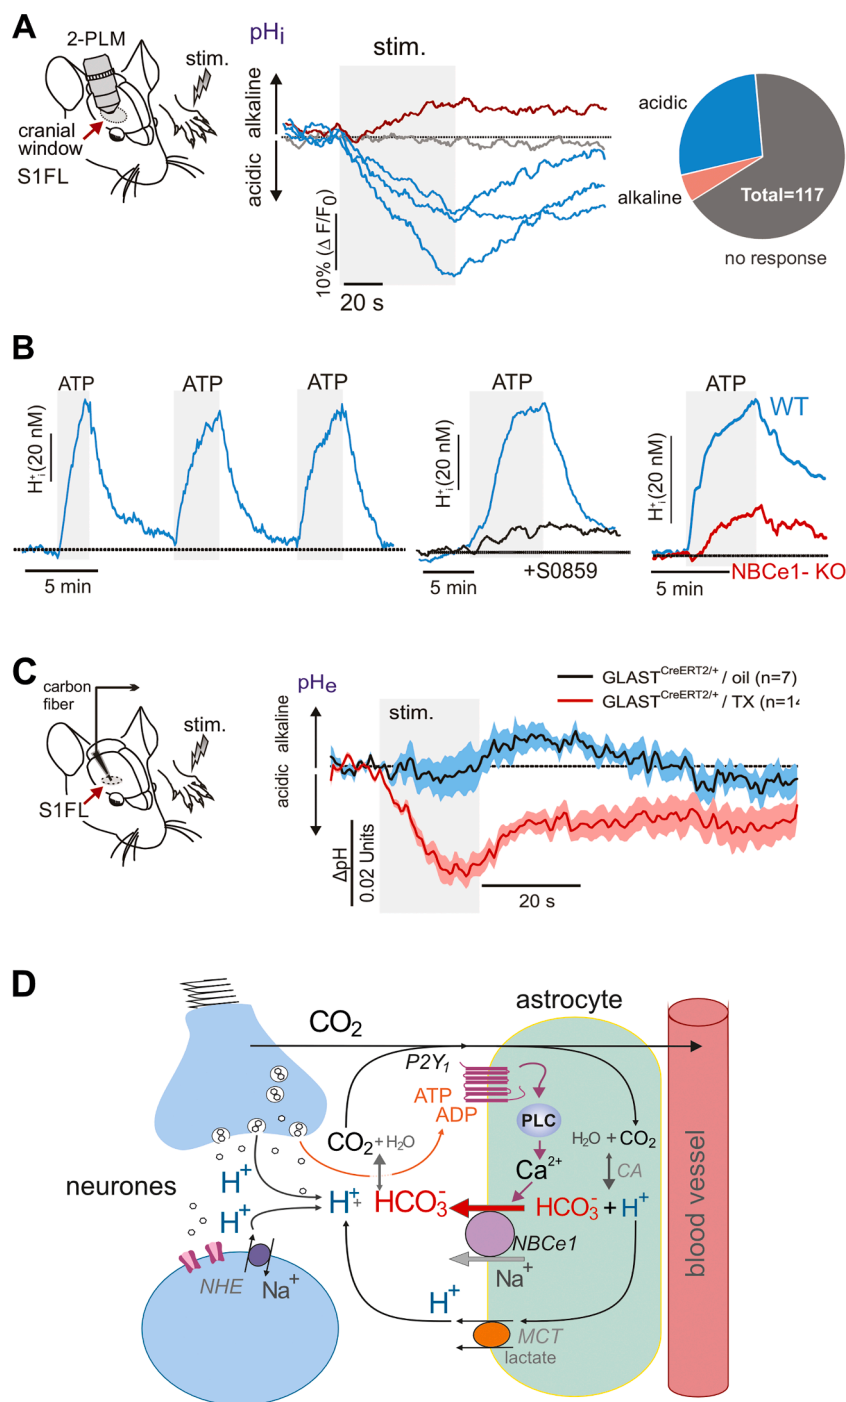 A
2-PLM
stim.
cranial
window
S1FL
pHi
stim.
alkaline
acidic
10% (Δ F/F0)
20 s
acidic
alkaline
Total=117
no response
B
ATP
ATP
ATP
H+i(20 nM)
5 min
ATP
H+i(20 nM)
+S0859
5 min
ATP
WT
H+i(20 nM)
NBCe1- KO
5 min
C
carbon
fiber
stim.
S1FL
pHe
GLASTCreERT2/+ / oil (n=7)
GLASTCreERT2/+ / TX (n=14
stim.
alkaline
acidic
ΔpH
0.02 Units
20 s
D
astrocyte
CO2
P2Y1
ATP
ADP
PLC
CO2 + H2O
H2O + CO2
Ca2+
CA
neurones
H+
H+
+
HCO3-
HCO3- + H+
H+
NBCe1
Na+
NHE
Na+
H+
MCT
lactate
blood vessel